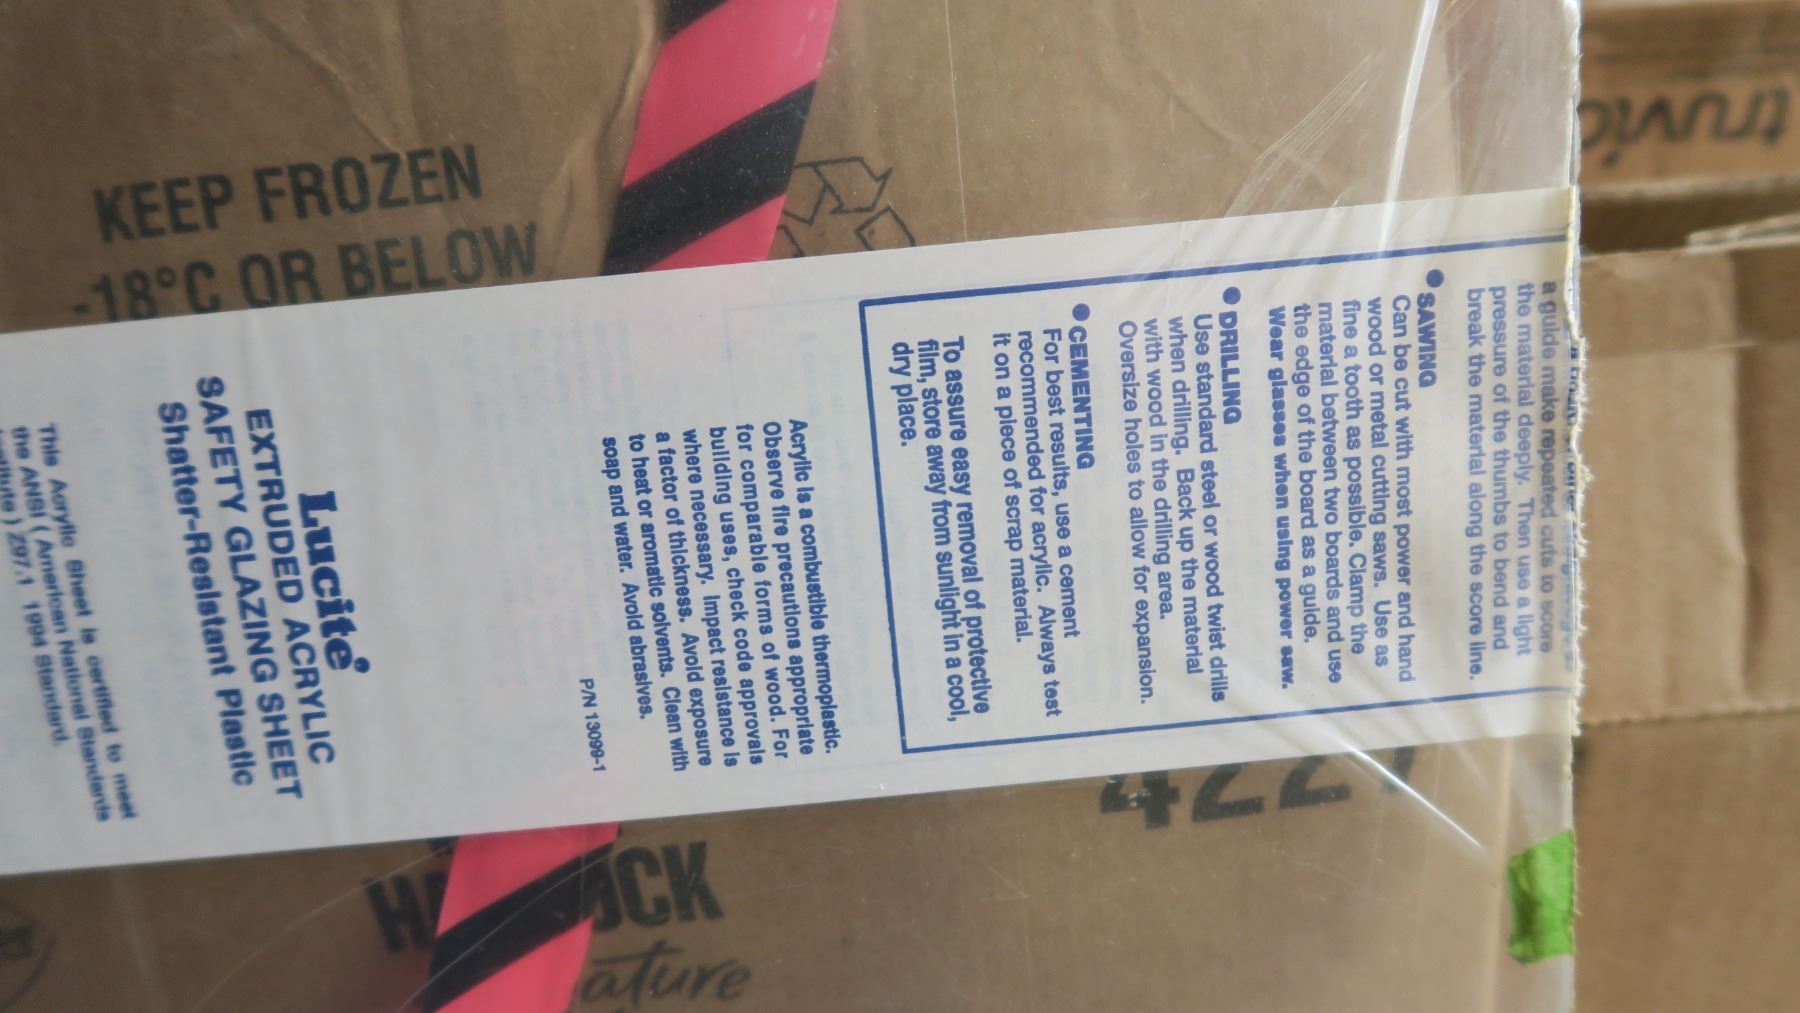 a guide make repeated cuts to score
the material deeply. Then use a light
pressure of the thumbs to bend and
break the material along the score line.
● SAWING
Can be cut with most power and hand
wood or metal cutting saws. Use as
fine a tooth as possible. Clamp the
material between two boards and use
the edge of the board as a guide.
Wear glasses when using power saw.
● DRILLING
Use standard steel or wood twist drills
when drilling. Back up the material
with wood in the drilling area.
Oversize holes to allow for expansion.
● CEMENTING
For best results, use a cement
recommended for acrylic. Always test
it on a piece of scrap material.
To assure easy removal of protective
film, store away from sunlight in a cool,
dry place.
Acrylic is a combustible thermoplastic.
Observe fire precautions appropriate
for comparable forms of wood. For
building uses, check code approvals
where necessary. Impact resistance is
a factor of thickness. Avoid exposure
to heat or aromatic solvents. Clean with
soap and water. Avoid abrasives.
P/N 13099-1
Lucite®
EXTRUDED ACRYLIC
SAFETY GLAZING SHEET
Shatter-Resistant Plastic
This Acrylic Sheet is certified to meet
the ANSI (American National Standards
Institute) Z97.1 1994 Standard.
KEEP FROZEN
-18°C OR BELOW
ature
truvi